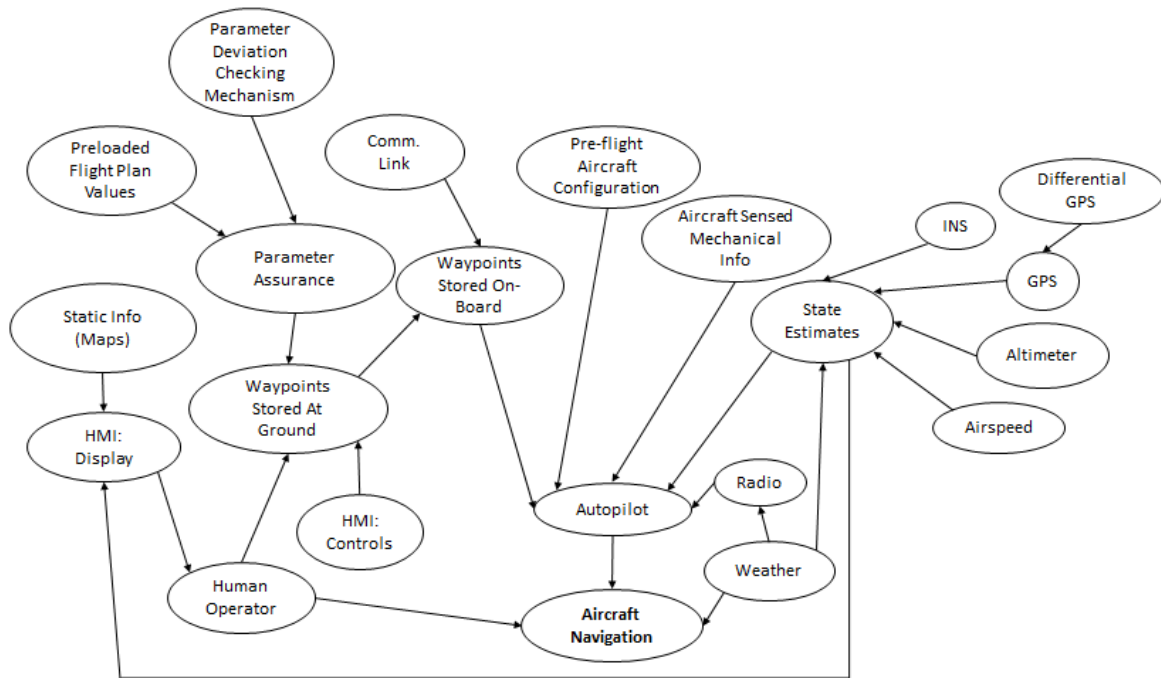 Parameter
Deviation
Checking
Mechanism
Preloaded
Flight Plan
Values
Comm.
Link
Pre-flight
Aircraft
Configuration
Differential
GPS
Aircraft Sensed
Mechanical
Info
INS
GPS
Parameter
Assurance
Waypoints
Stored On-
Board
Static Info
(Maps)
State
Estimates
Altimeter
Waypoints
Stored At
Ground
HMI:
Display
Airspeed
Radio
Autopilot
HMI:
Controls
Weather
Human
Operator
Aircraft
Navigation